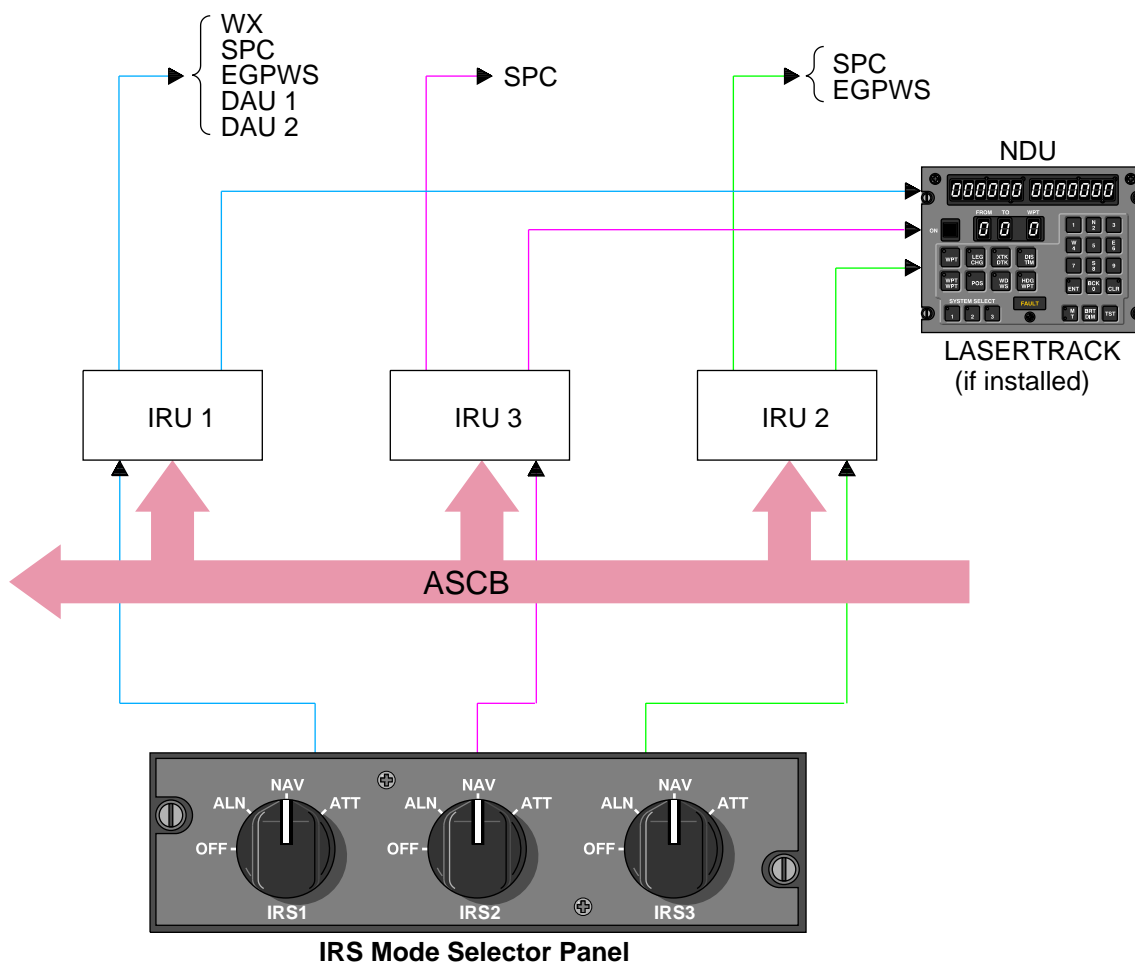 WX
SPC
EGPWS
DAU 1
DAU 2
SPC
SPC
EGPWS
NDU
000000 0000000
FROM TO WPT
ON
0 0 0
1 N 2 3
W 4 5 E 6
7 S 8 9
ENT BCK 0 CLR
WPT LEG CHG XTK DTK DIS TIM
WPT WPT POS WD WS HDG WPT
SYSTEM SELECT FAULT
1 2 3 M T BRT DIM TST
LASERTRACK
(if installed)
IRU 1
IRU 3
IRU 2
ASCB
NAV NAV NAV
ALN ATT ALN ATT ALN ATT
OFF OFF OFF
IRS1 IRS2 IRS3
IRS Mode Selector Panel